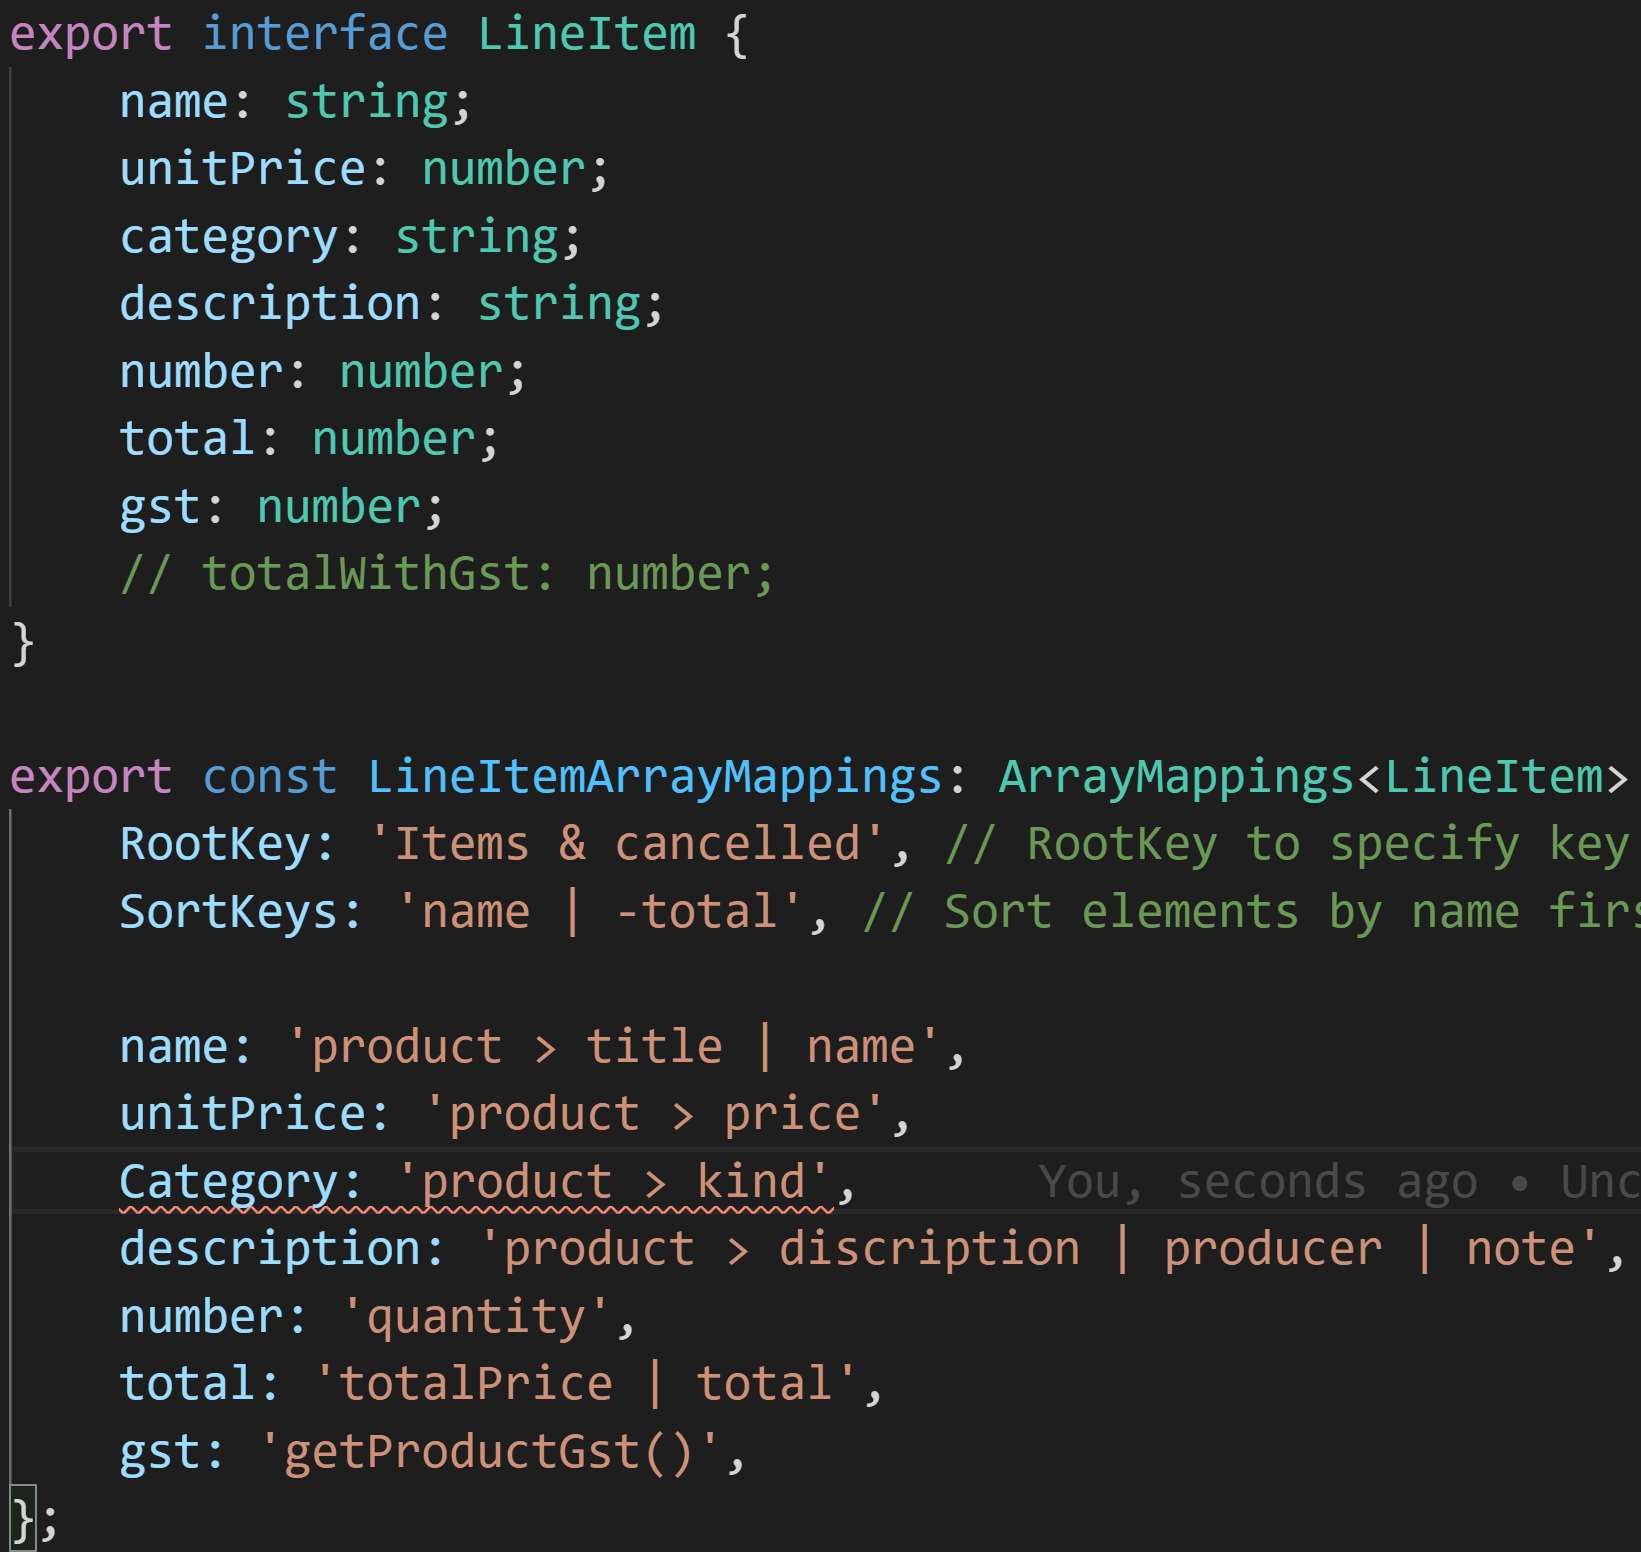 export interface LineItem {
    name: string;
    unitPrice: number;
    category: string;
    description: string;
    number: number;
    total: number;
    gst: number;
    // totalWithGst: number;
}

export const LineItemArrayMappings: ArrayMappings<LineItem>
    RootKey: 'Items & cancelled', // RootKey to specify key
    SortKeys: 'name | -total', // Sort elements by name firs

    name: 'product > title | name',
    unitPrice: 'product > price',
    Category: 'product > kind', You, seconds ago • Unc
    description: 'product > discription | producer | note',
    number: 'quantity',
    total: 'totalPrice | total',
    gst: 'getProductGst()',
};